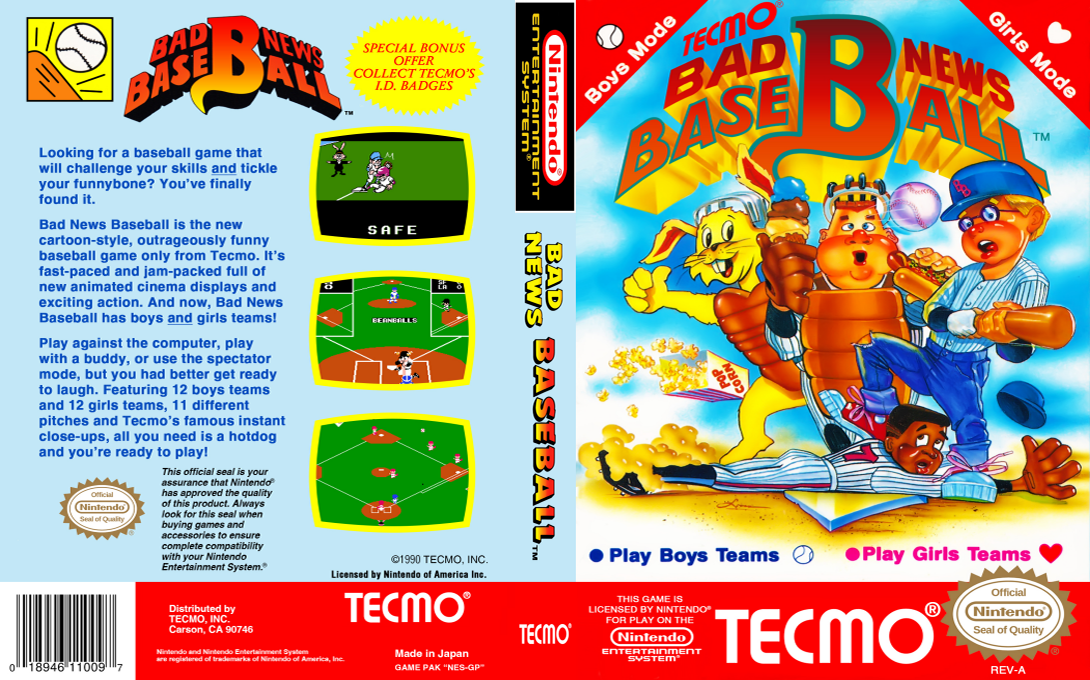 BAD NEWS
BASEBALL
™
SPECIAL BONUS
OFFER
COLLECT TECMO'S
I.D. BADGES
Looking for a baseball game that
will challenge your skills and tickle
your funnybone? You've finally
found it.
Bad News Baseball is the new
cartoon-style, outrageously funny
baseball game only from Tecmo. It's
fast-paced and jam-packed full of
new animated cinema displays and
exciting action. And now, Bad News
Baseball has boys and girls teams!
Play against the computer, play
with a buddy, or use the spectator
mode, but you had better get ready
to laugh. Featuring 12 boys teams
and 12 girls teams, 11 different
pitches and Tecmo's famous instant
close-ups, all you need is a hotdog
and you're ready to play!
Official
Nintendo
Seal of Quality
®
This official seal is your
assurance that Nintendo®
has approved the quality
of this product. Always
look for this seal when
buying games and
accessories to ensure
complete compatibility
with your Nintendo
Entertainment System.®
M
SAFE
0
SF
LA 0
BEANBALLS
©1990 TECMO, INC.
Licensed by Nintendo of America Inc.
0 18946 11009 7
Distributed by
TECMO, INC.
Carson, CA 90746
Nintendo and Nintendo Entertainment System
are registered of trademarks of Nintendo of America, Inc.
TECMO®
Made in Japan
GAME PAK "NES-GP"
Nintendo®
ENTERTAINMENT
SYSTEM®
BAD
NEWS
BASEBALL™
TECMO®
Boys Mode
Girls Mode
TECMO®
BAD NEWS
BASEBALL
TM
POP
CORN
● Play Boys Teams
● Play Girls Teams
THIS GAME IS
LICENSED BY NINTENDO®
FOR PLAY ON THE
Nintendo
ENTERTAINMENT
SYSTEM®
TECMO®
Official
Nintendo
Seal of Quality
®
REV-A